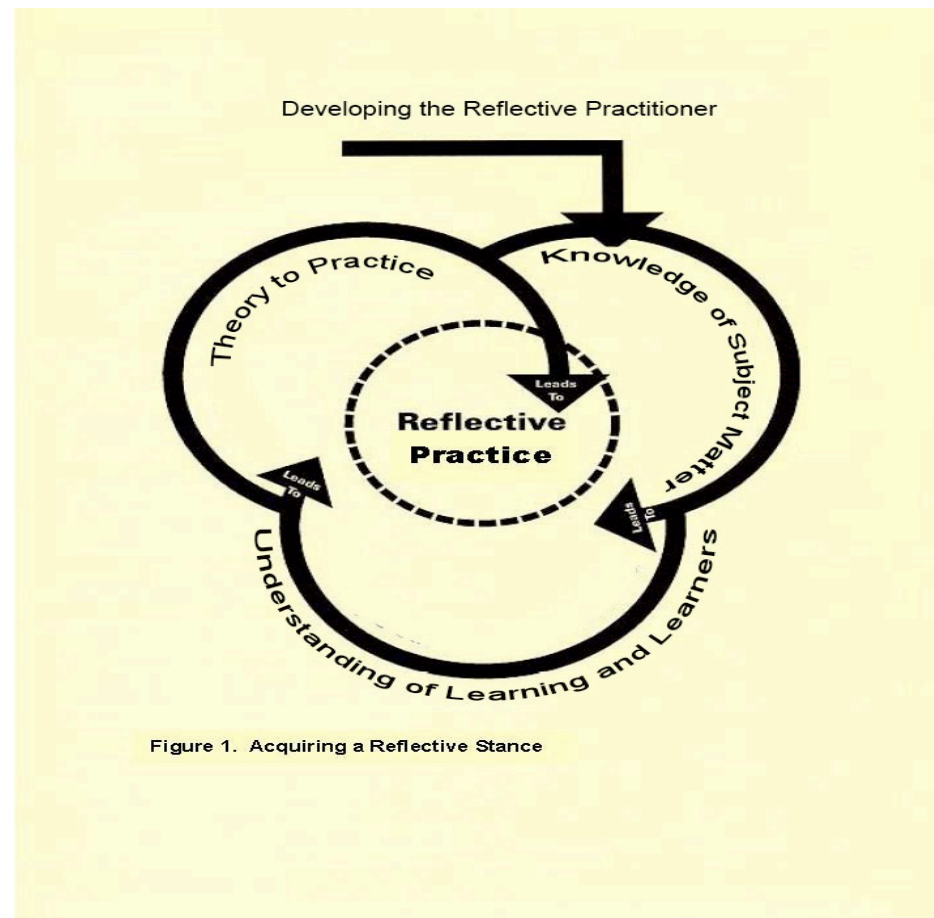 Developing the Reflective Practitioner
Theory to Practice
Knowledge of Subject Matter
Leads
To
Reflective
Practice
Leads
To
Leads
To
Understanding of Learning and Learners
Figure 1. Acquiring a Reflective Stance